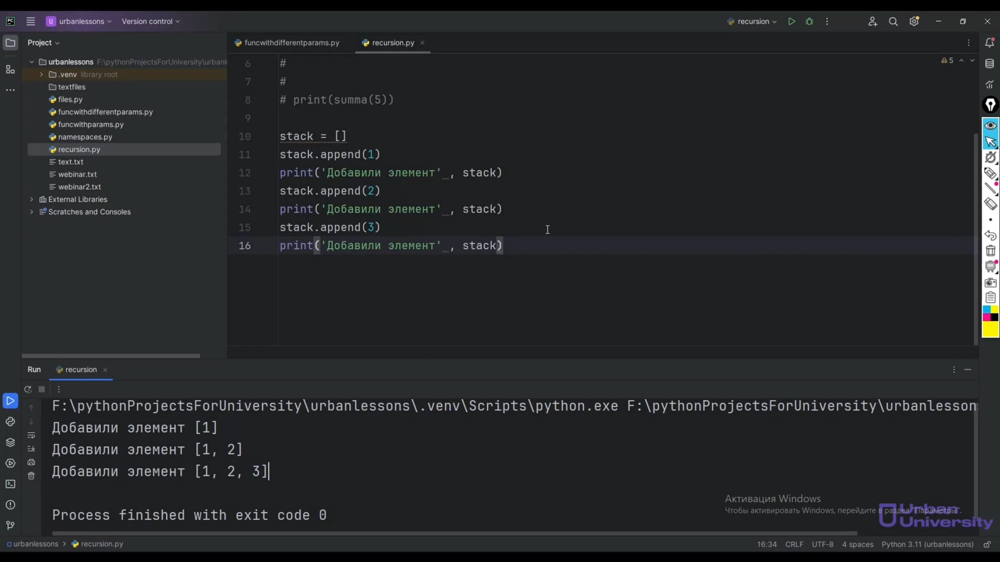 PC
U urbanlessons
Version control
recursion
Project
funcwithdifferentparams.py
recursion.py
urbanlessons F:\pythonProjectsForUniversity\urbanl
.venv library root
textfiles
files.py
funcwithdifferentparams.py
funcwithparams.py
namespaces.py
recursion.py
text.txt
webinar.txt
webinar2.txt
External Libraries
Scratches and Consoles
5
6 #
7 #
8 # print(summa(5))
9
10 stack = []
11 stack.append(1)
12 print('Добавили элемент' , stack)
13 stack.append(2)
14 print('Добавили элемент' , stack)
15 stack.append(3)
16 print('Добавили элемент' , stack)
Run recursion
F:\pythonProjectsForUniversity\urbanlessons\.venv\Scripts\python.exe F:\pythonProjectsForUniversity\urbanlesson
Добавили элемент [1]
Добавили элемент [1, 2]
Добавили элемент [1, 2, 3]
Process finished with exit code 0
Активация Windows
Чтобы активировать Windows, перейдите в раздел "Параметры".
Urban
University
urbanlessons > recursion.py
16:34 CRLF UTF-8 4 spaces Python 3.11 (urbanlessons)